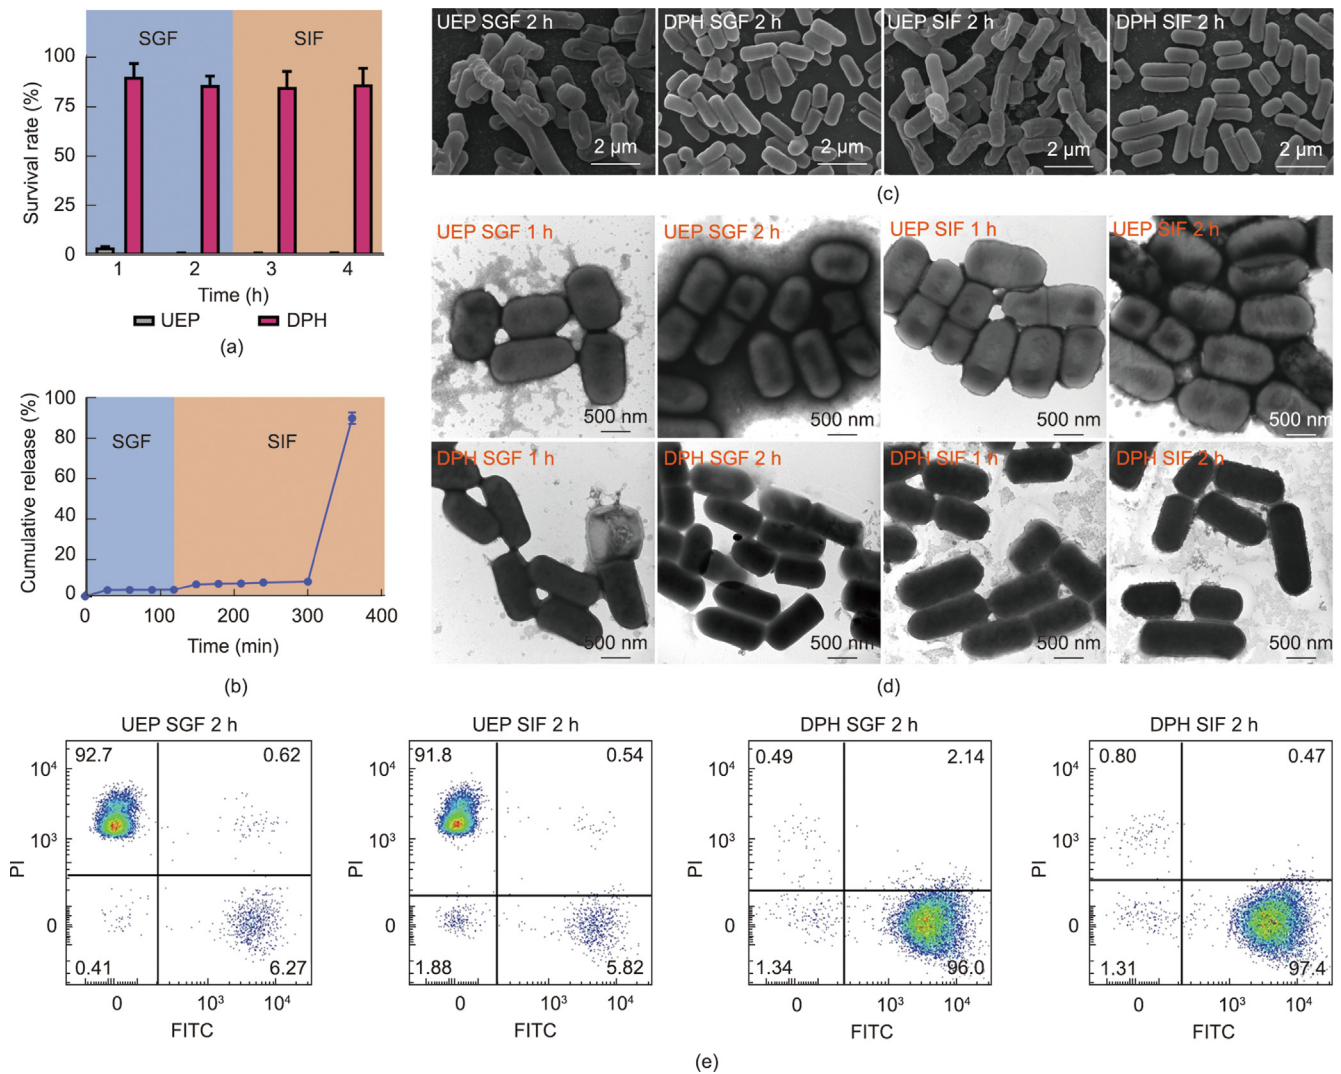 SGF
SIF
100
75
50
25
0
Survival rate (%)
1
2
3
4
Time (h)
UEP
DPH
(a)
100
80
60
40
20
0
Cumulative release (%)
SGF
SIF
0
100
200
300
400
Time (min)
(b)
UEP SGF 2 h
DPH SGF 2 h
UEP SIF 2 h
DPH SIF 2 h
2 μm
2 μm
2 μm
2 μm
(c)
UEP SGF 1 h
UEP SGF 2 h
UEP SIF 1 h
UEP SIF 2 h
500 nm
500 nm
500 nm
500 nm
DPH SGF 1 h
DPH SGF 2 h
DPH SIF 1 h
DPH SIF 2 h
500 nm
500 nm
500 nm
500 nm
(d)
UEP SGF 2 h
92.7
0.62
10⁴
10³
0
PI
0.41
6.27
0
10³
10⁴
FITC
UEP SIF 2 h
91.8
0.54
10⁴
10³
0
PI
1.88
5.82
0
10³
10⁴
FITC
DPH SGF 2 h
0.49
2.14
10⁴
10³
0
PI
1.34
96.0
0
10³
10⁴
FITC
DPH SIF 2 h
0.80
0.47
10⁴
10³
0
PI
1.31
97.4
0
10³
10⁴
FITC
(e)